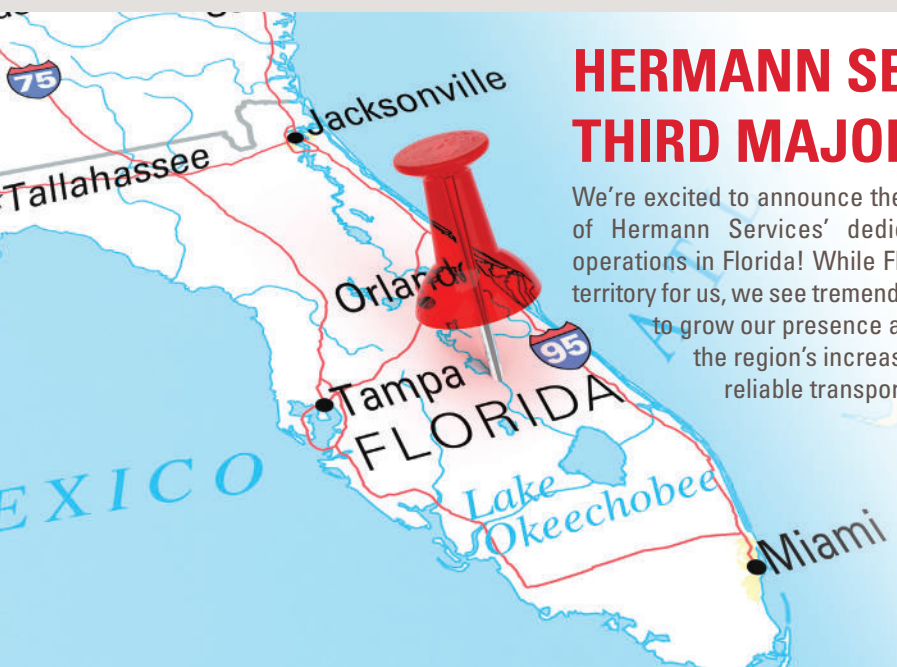 HERMANN SE
THIRD MAJOR
We’re excited to announce the
of Hermann Services’ dedic
operations in Florida! While Fl
territory for us, we see tremend
to grow our presence a
the region’s increas
reliable transpor
75
Jacksonville
Tallahassee
Orland
95
Tampa
FLORIDA
EXICO
Lake
Okeechobee
Miami
A T L